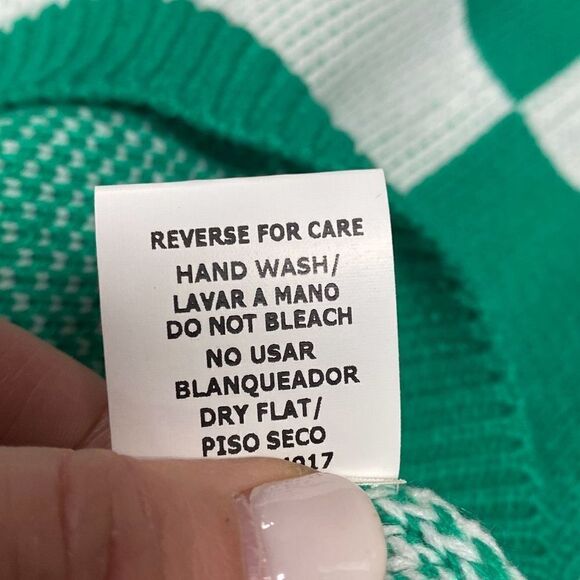 REVERSE FOR CARE
HAND WASH/
LAVAR A MANO
DO NOT BLEACH
NO USAR
BLANQUEADOR
DRY FLAT/
PISO SECO